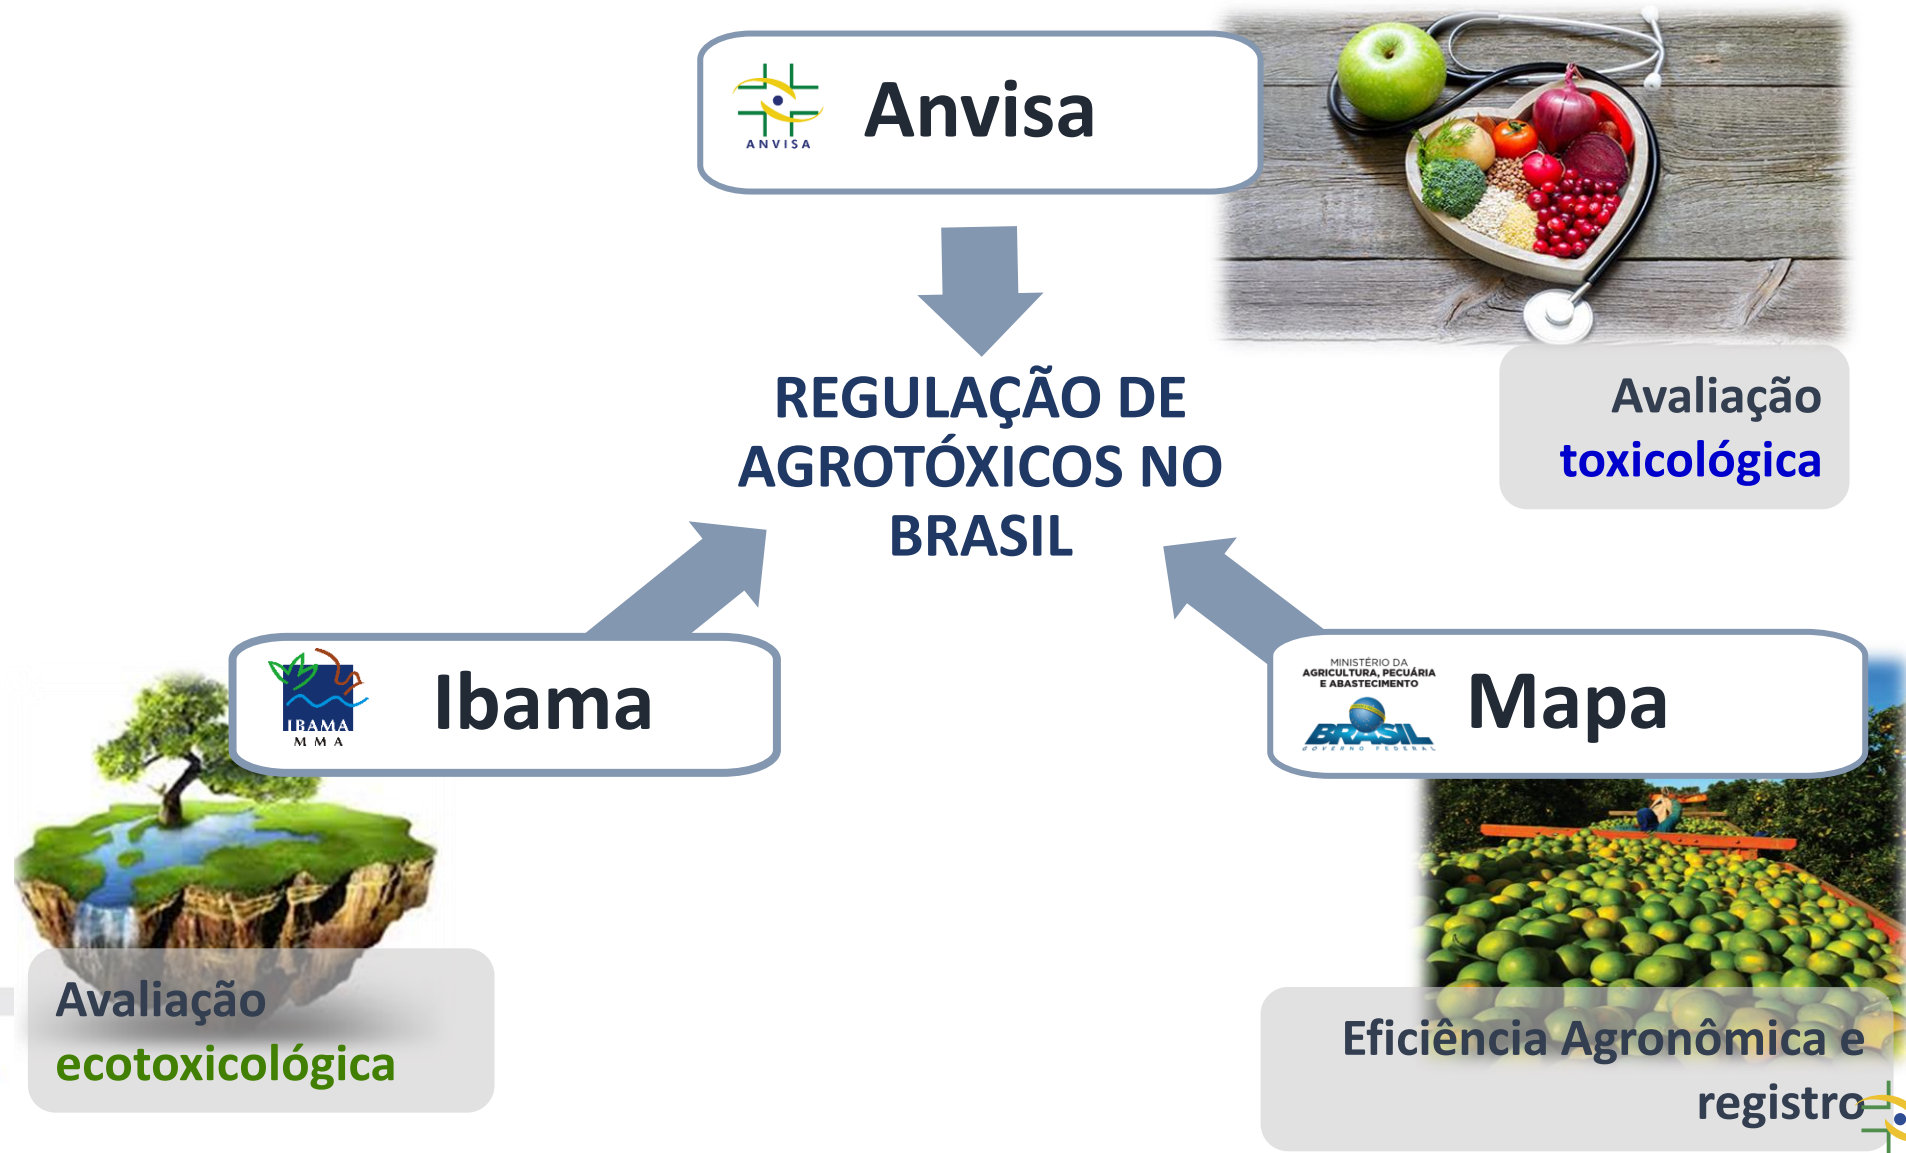 ANVISA
Anvisa
REGULAÇÃO DE
AGROTÓXICOS NO
BRASIL
Avaliação
toxicológica
IBAMA
M M A
Ibama
MINISTÉRIO DA
AGRICULTURA, PECUÁRIA
E ABASTECIMENTO
BRASIL
GOVERNO FEDERAL
Mapa
Avaliação
ecotoxicológica
Eficiência Agronômica e
registro